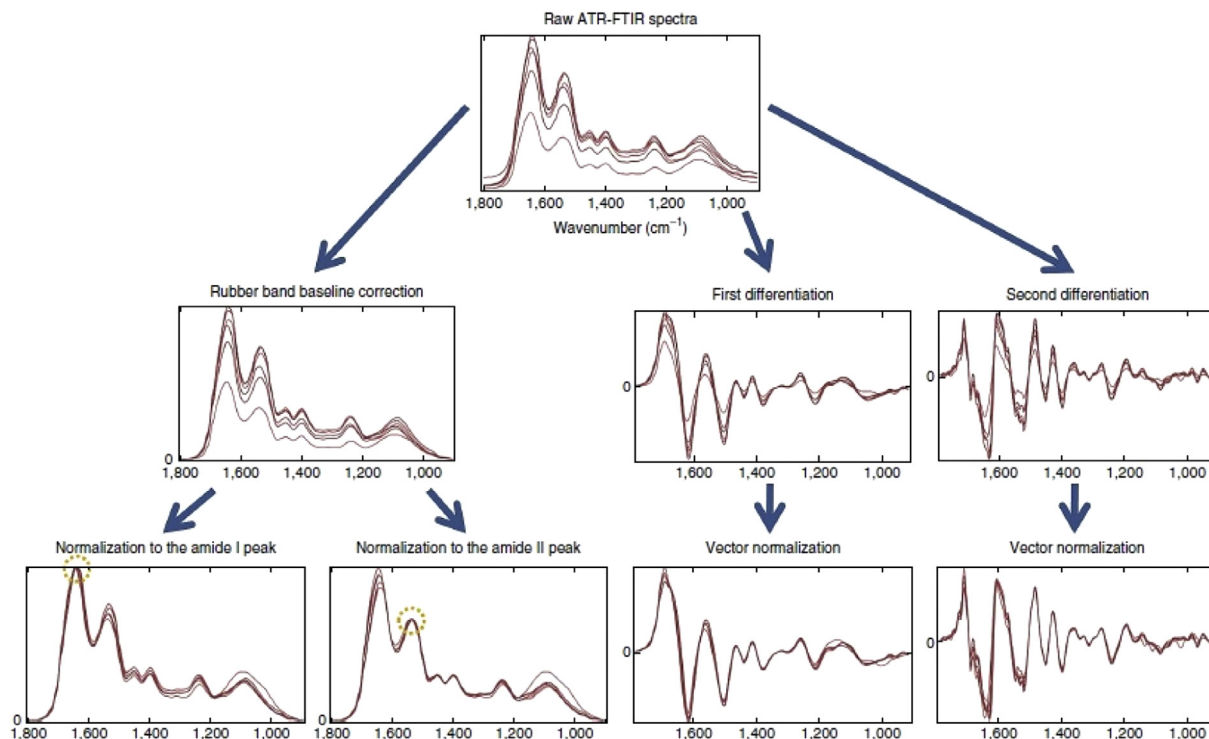 Raw ATR-FTIR spectra
1,800 1,600 1,400 1,200 1,000
Wavenumber (cm⁻¹)
Rubber band baseline correction
First differentiation
Second differentiation
0
0
0
1,800 1,600 1,400 1,200 1,000
1,600 1,400 1,200 1,000
1,600 1,400 1,200 1,000
Normalization to the amide I peak
Normalization to the amide II peak
Vector normalization
Vector normalization
0
0
0
0
1,800 1,600 1,400 1,200 1,000
1,800 1,600 1,400 1,200 1,000
1,600 1,400 1,200 1,000
1,600 1,400 1,200 1,000